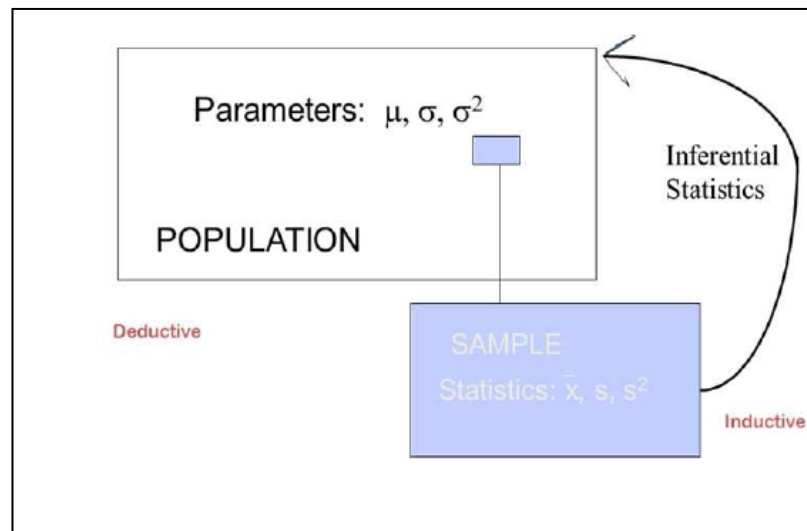 Parameters: μ, σ, σ²
POPULATION
Inferential
Statistics
Deductive
SAMPLE
Statistics: x̄, s, s²
Inductive